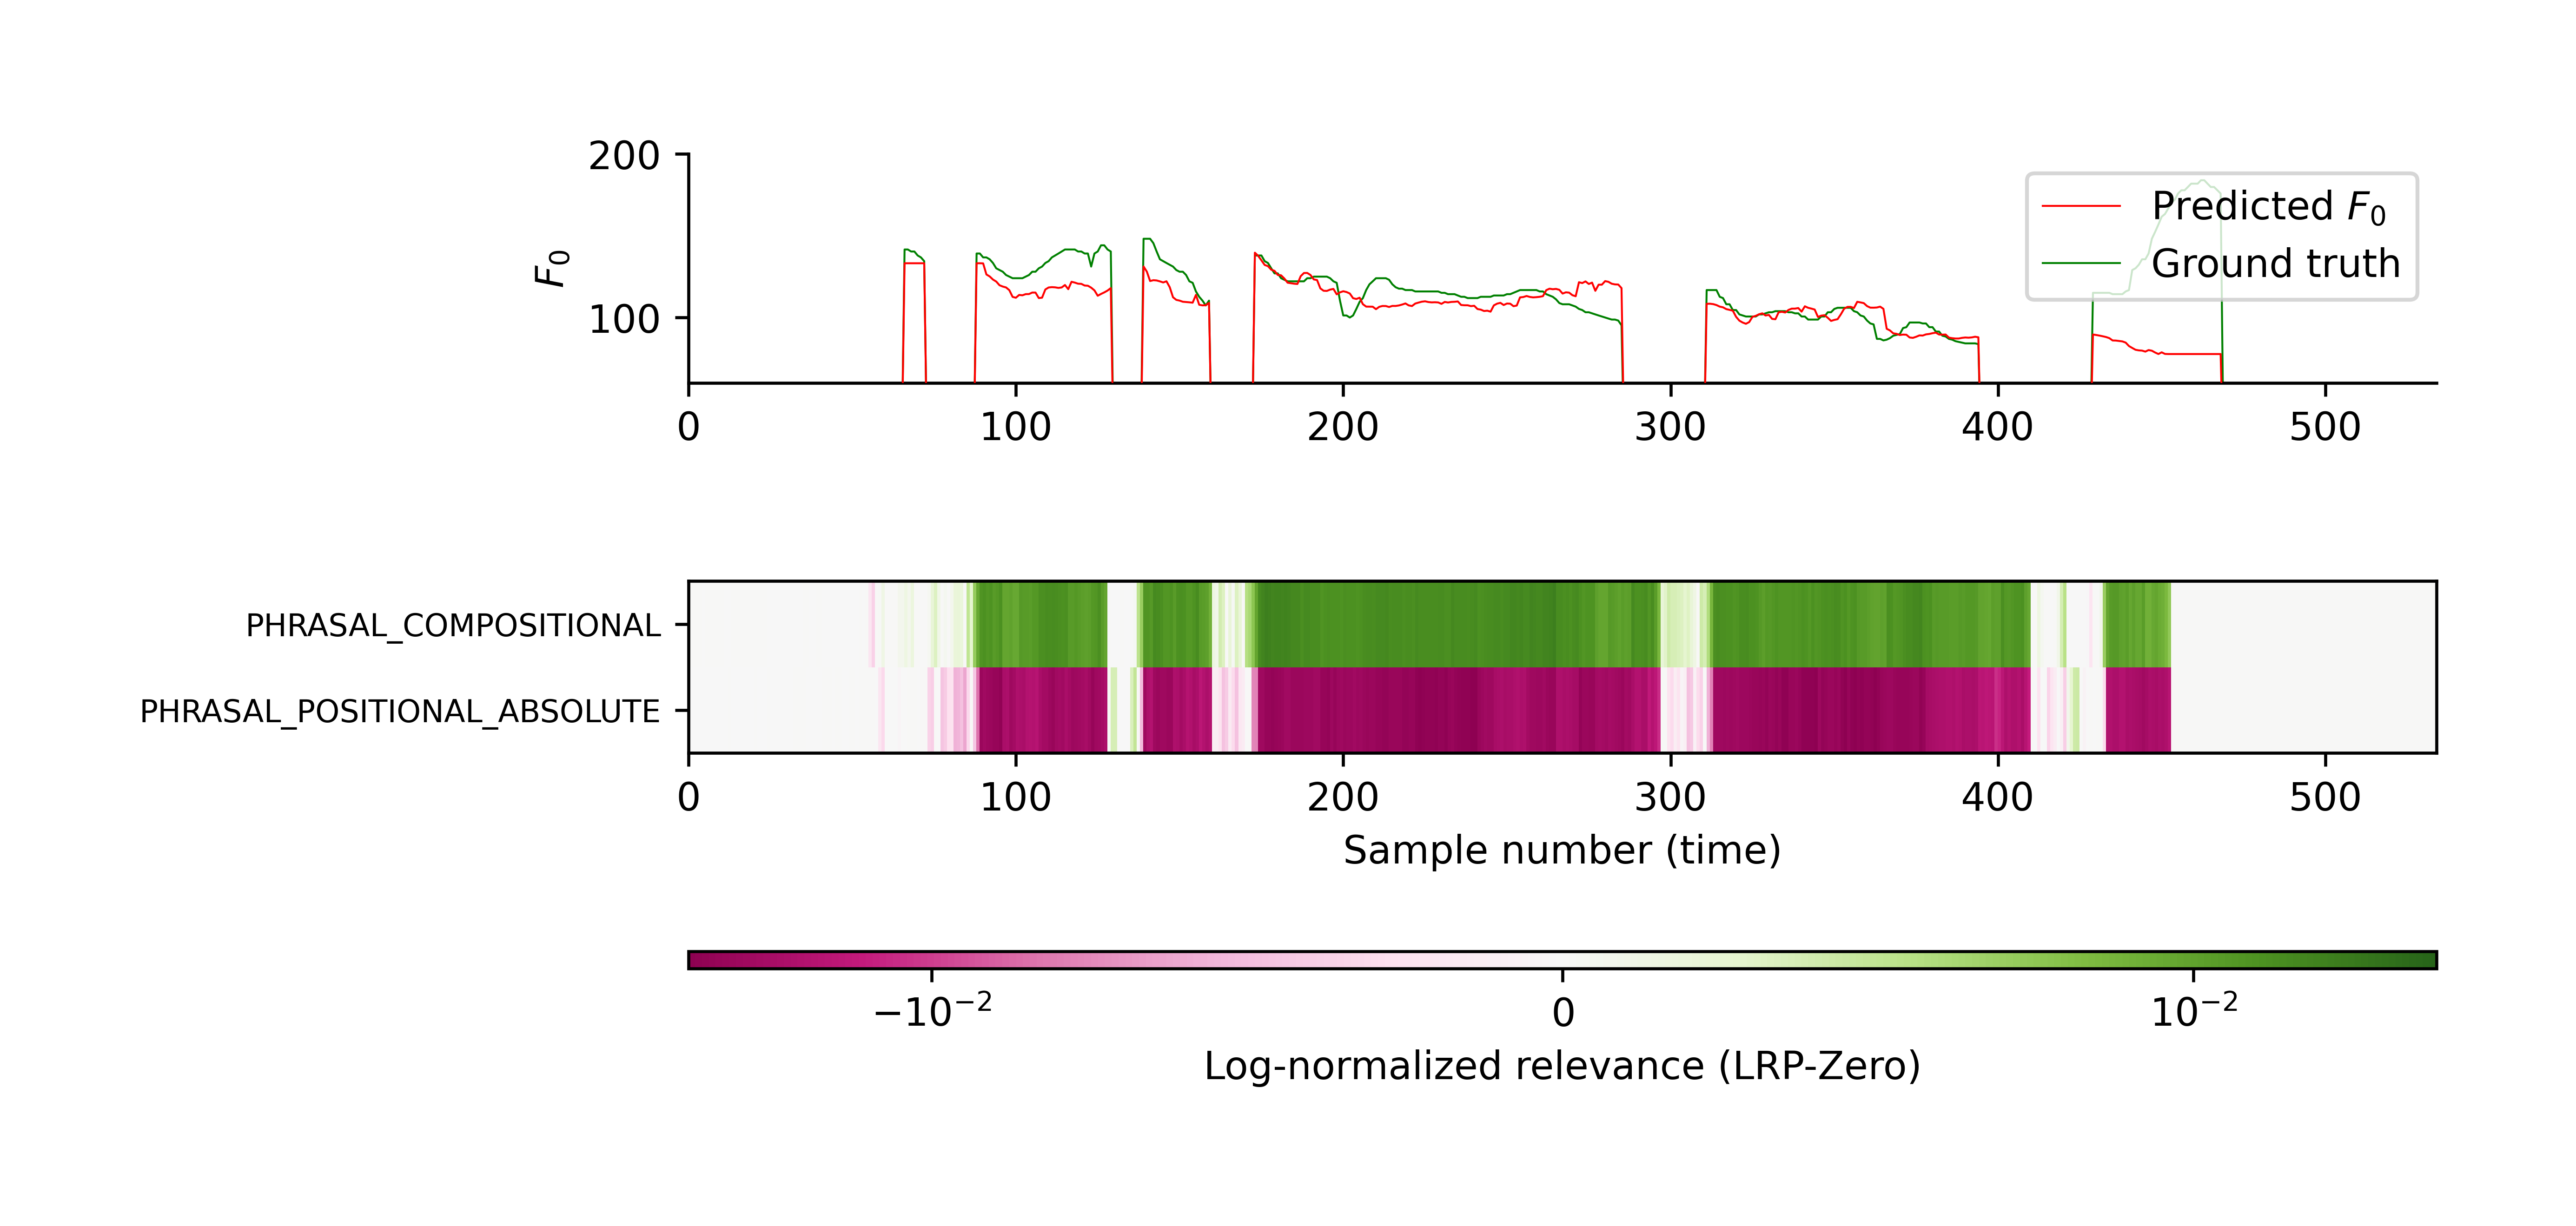 200
100
F₀
Predicted F₀
Ground truth
0 100 200 300 400 500
PHRASAL_COMPOSITIONAL
PHRASAL_POSITIONAL_ABSOLUTE
0 100 200 300 400 500
Sample number (time)
−10⁻² 0 10⁻²
Log-normalized relevance (LRP-Zero)